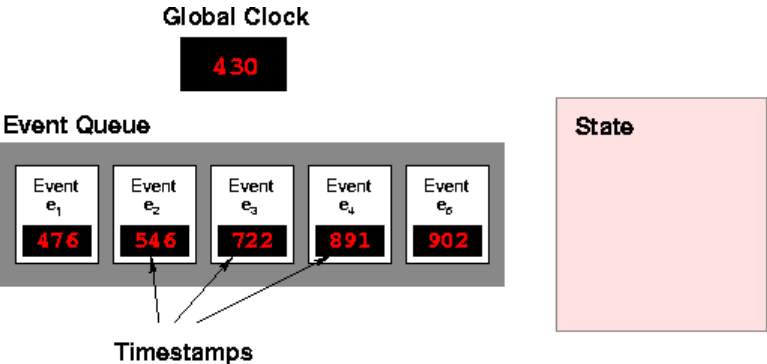 Global Clock
430
Event Queue
State
Event Event Event Event Event
e1 e2 e3 e4 e5
476 546 722 891 902
Timestamps